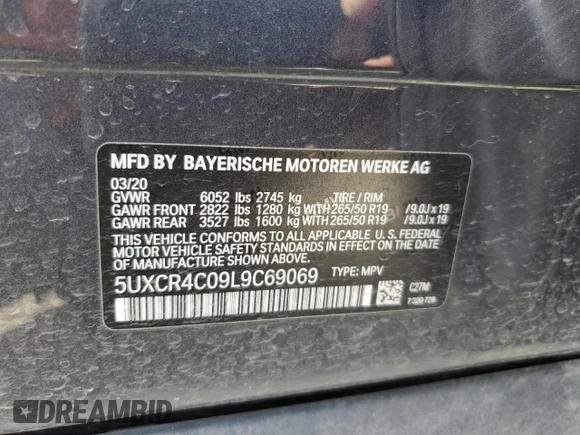 MFD BY BAYERISCHE MOTOREN WERKE AG
03/20
GVWR 6052 lbs 2745 kg TIRE / RIM
GAWR FRONT 2822 lbs 1280 kg WITH 265/50 R19 /9.0J x 19
GAWR REAR 3527 lbs 1600 kg WITH 265/50 R19 /9.0J x 19
THIS VEHICLE CONFORMS TO ALL APPLICABLE U. S. FEDERAL
MOTOR VEHICLE SAFETY STANDARDS IN EFFECT ON THE DATE
OF MANUFACTURE SHOWN ABOVE.
5UXCR4C09L9C69069 TYPE: MPV
C27M
7 320 729
DREAMBID